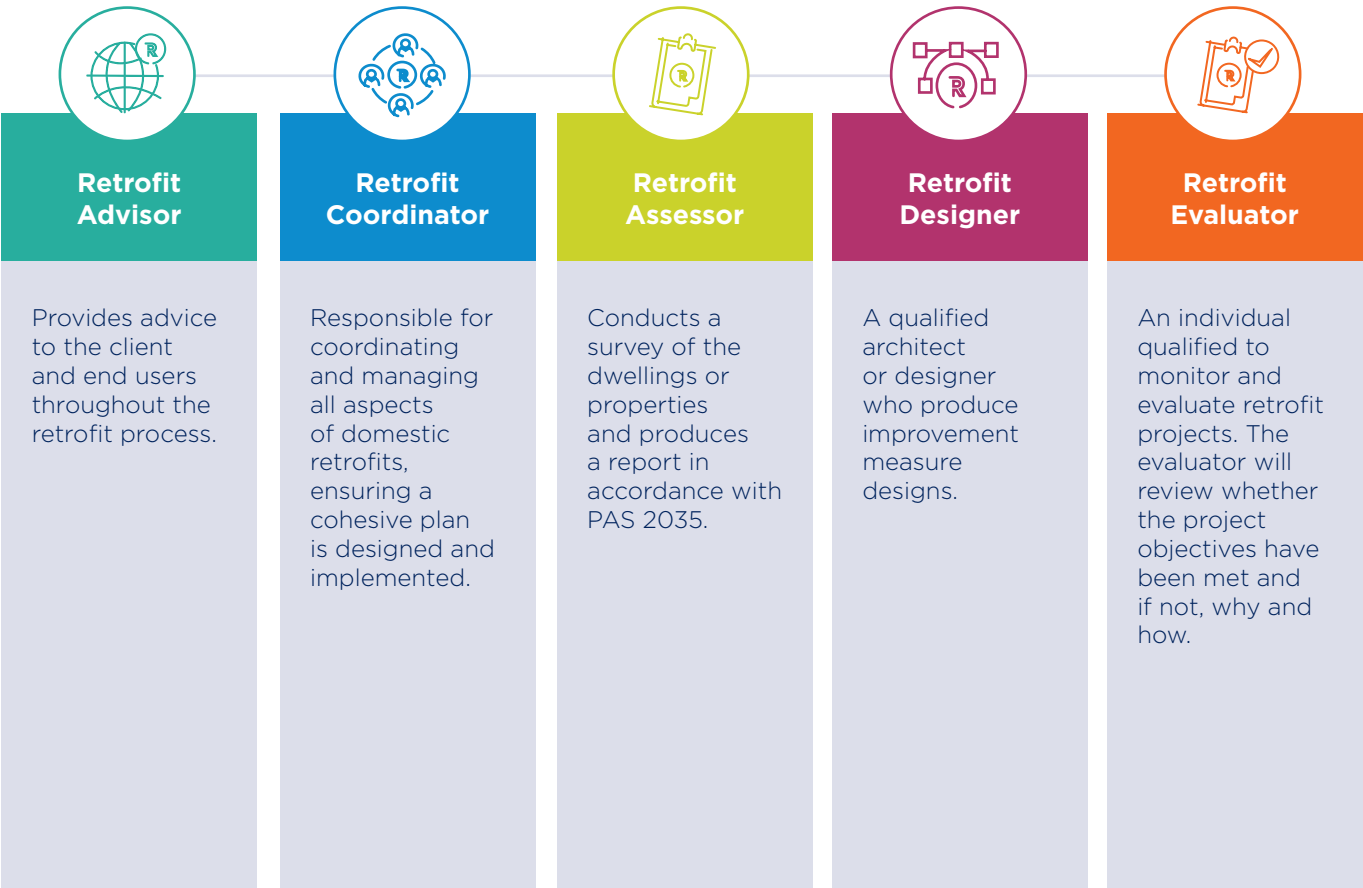 Retrofit
Advisor
Provides advice
to the client
and end users
throughout the
retrofit process.
Retrofit
Coordinator
Responsible for
coordinating
and managing
all aspects
of domestic
retrofits,
ensuring a
cohesive plan
is designed and
implemented.
Retrofit
Assessor
Conducts a
survey of the
dwellings or
properties
and produces
a report in
accordance with
PAS 2035.
Retrofit
Designer
A qualified
architect
or designer
who produce
improvement
measure
designs.
Retrofit
Evaluator
An individual
qualified to
monitor and
evaluate retrofit
projects. The
evaluator will
review whether
the project
objectives have
been met and
if not, why and
how.